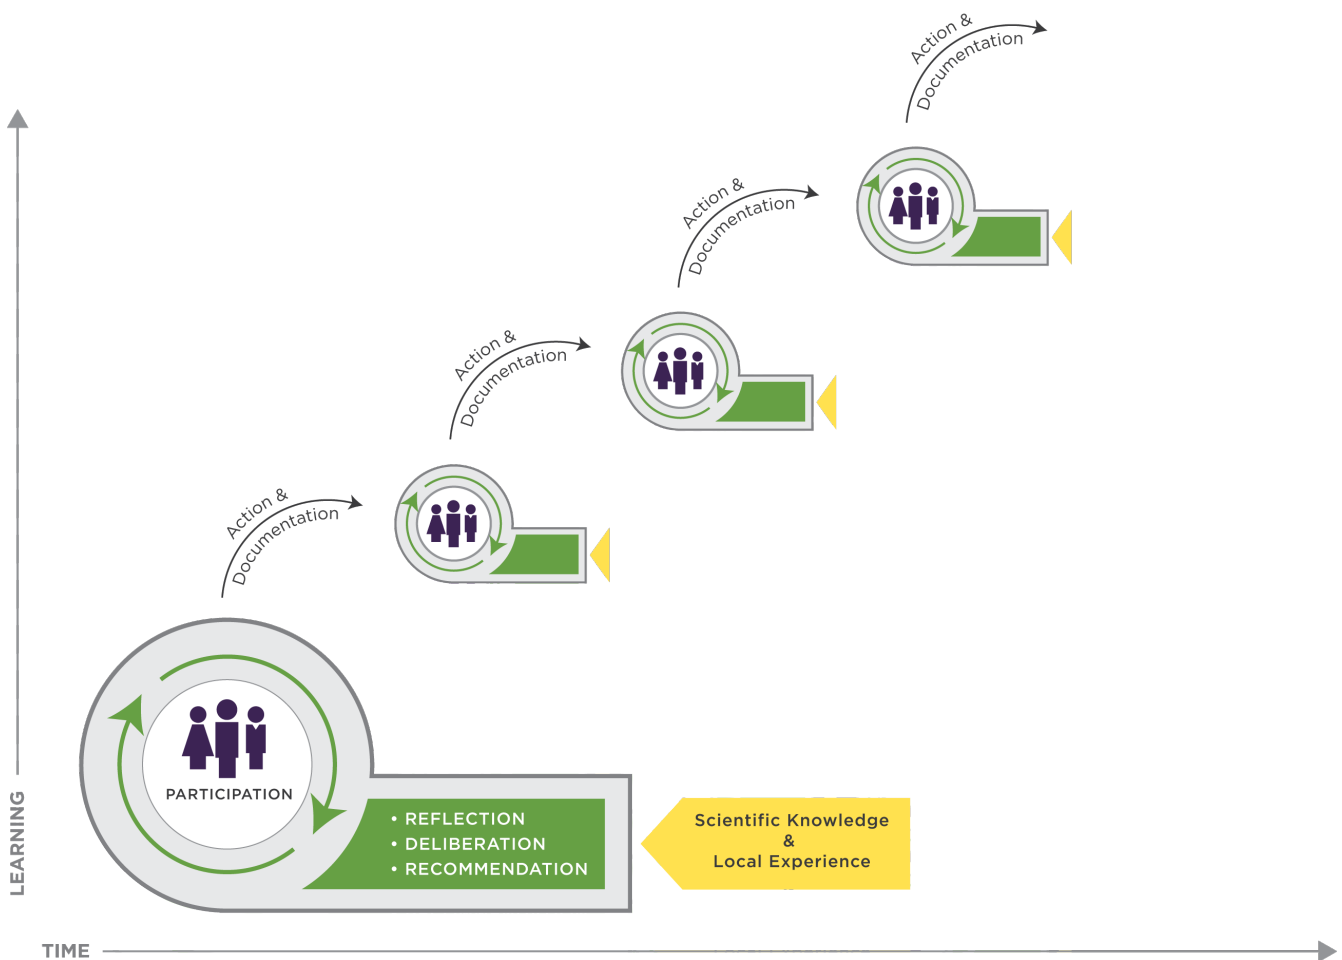 Action &
Documentation
Action &
Documentation
Action &
Documentation
Action &
Documentation
PARTICIPATION
• REFLECTION
• DELIBERATION
• RECOMMENDATION
Scientific Knowledge
&
Local Experience
LEARNING
TIME